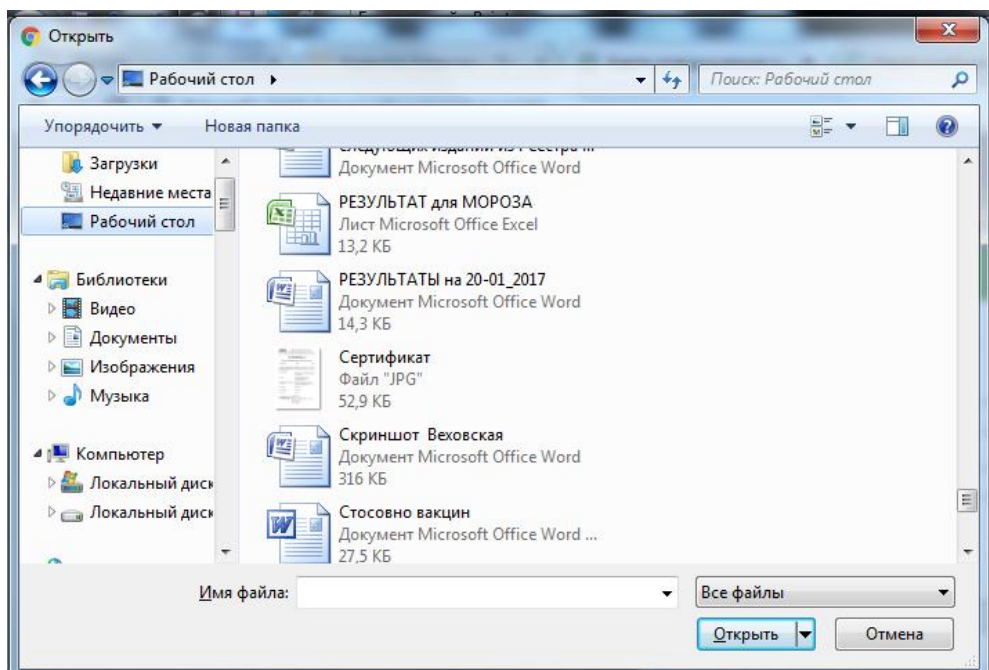 Открыть
Рабочий стол
Поиск: Рабочий стол
Упорядочить
Новая папка
Загрузки
Недавние места
Рабочий стол
Библиотеки
Видео
Документы
Изображения
Музыка
Компьютер
Локальный диск
Локальный диск
следующих изданий из Реестра ...
Документ Microsoft Office Word
РЕЗУЛЬТАТ для МОРОЗА
Лист Microsoft Office Excel
13,2 КБ
РЕЗУЛЬТАТЫ на 20-01_2017
Документ Microsoft Office Word
14,3 КБ
Сертификат
Файл "JPG"
52,9 КБ
Скриншот Веховская
Документ Microsoft Office Word
316 КБ
Стосовно вакцин
Документ Microsoft Office Word ...
27,5 КБ
Имя файла:
Все файлы
Открыть
Отмена